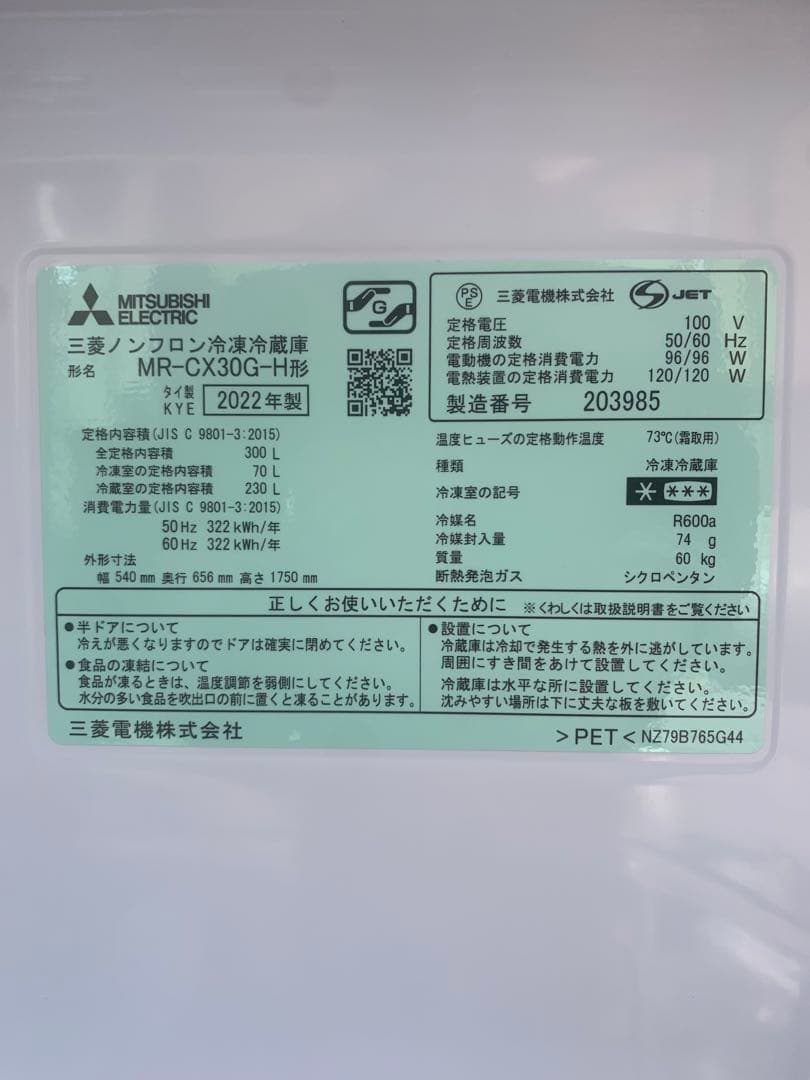 MITSUBISHI
ELECTRIC
三菱ノンフロン冷凍冷蔵庫
形名 MR-CX30G-H形
タイ製
KYE 2022年製
G
PS
E 三菱電機株式会社 S JET
定格電圧 100 V
定格周波数 50/60 Hz
電動機の定格消費電力 96/96 W
電熱装置の定格消費電力 120/120 W
製造番号 203985
定格内容積(JIS C 9801-3:2015)
全定格内容積 300 L
冷凍室の定格内容積 70 L
冷蔵室の定格内容積 230 L
消費電力量(JIS C 9801-3:2015)
50Hz 322kWh/年
60Hz 322kWh/年
外形寸法
幅 540mm 奥行 656mm 高さ 1750mm
温度ヒューズの定格動作温度 73℃(霜取用)
種類 冷凍冷蔵庫
冷凍室の記号 * ***
冷媒名 R600a
冷媒封入量 74 g
質量 60 kg
断熱発泡ガス シクロペンタン
正しくお使いいただくために ※くわしくは取扱説明書をご覧ください
●半ドアについて
冷えが悪くなりますのでドアは確実に閉めてください。
●食品の凍結について
食品が凍るときは、温度調節を弱側にしてください。
水分の多い食品を吹出口の前に置くと凍ることがあります。
●設置について
冷蔵庫は冷却で発生する熱を外に逃がしています。
周囲にすき間をあけて設置してください。
冷蔵庫は水平な所に設置してください。
沈みやすい場所は下に丈夫な板を敷いてください。
三菱電機株式会社
>PET< NZ79B765G44